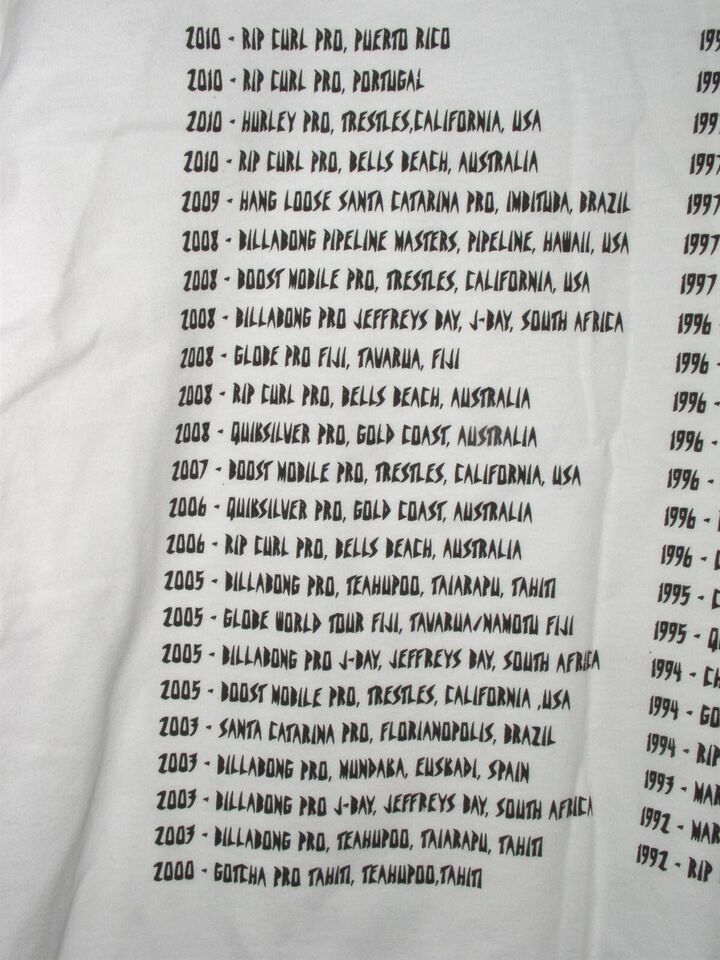 2010 - RIP CURL PRO, PUERTO RICO
2010 - RIP CURL PRO, PORTUGAL
2010 - HURLEY PRO, TRESTLES,CALIFORNIA, USA
2010 - RIP CURL PRO, BELLS BEACH, AUSTRALIA
2009 - HANG LOOSE SANTA CATARINA PRO, IMBITUBA, BRAZIL
2008 - BILLABONG PIPELINE MASTERS, PIPELINE, HAWAII, USA
2008 - BOOST MOBILE PRO, TRESTLES, CALIFORNIA, USA
2008 - BILLABONG PRO JEFFREYS BAY, J-BAY, SOUTH AFRICA
2008 - GLOBE PRO FIJI, TAVARUA, FIJI
2008 - RIP CURL PRO, BELLS BEACH, AUSTRALIA
2008 - QUIKSILVER PRO, GOLD COAST, AUSTRALIA
2007 - BOOST MOBILE PRO, TRESTLES, CALIFORNIA, USA
2006 - QUIKSILVER PRO, GOLD COAST, AUSTRALIA
2006 - RIP CURL PRO, BELLS BEACH, AUSTRALIA
2005 - BILLABONG PRO, TEAHUPOO, TAIARAPU, TAHITI
2005 - GLOBE WORLD TOUR FIJI, TAVARUA/NAMOTU FIJI
2005 - BILLABONG PRO J-BAY, JEFFREYS BAY, SOUTH AFRICA
2005 - BOOST MOBILE PRO, TRESTLES, CALIFORNIA ,USA
2003 - SANTA CATARINA PRO, FLORIANOPOLIS, BRAZIL
2003 - BILLABONG PRO, MUNDAKA, EUSKADI, SPAIN
2003 - BILLABONG PRO J-BAY, JEFFREYS BAY, SOUTH AFRICA
2003 - BILLABONG PRO, TEAHUPOO, TAIARAPU, TAHITI
2000 - GOTCHA PRO TAHITI, TEAHUPOO,TAHITI
1997
1997
1997
1997
1996
1996 -
1996 -
1996 -
1996 -
1996 -
1996 -
1995 -
1995 -
1994 -
1994 -
1994 - RIP
1993 -
1992 -
1992 - RIP